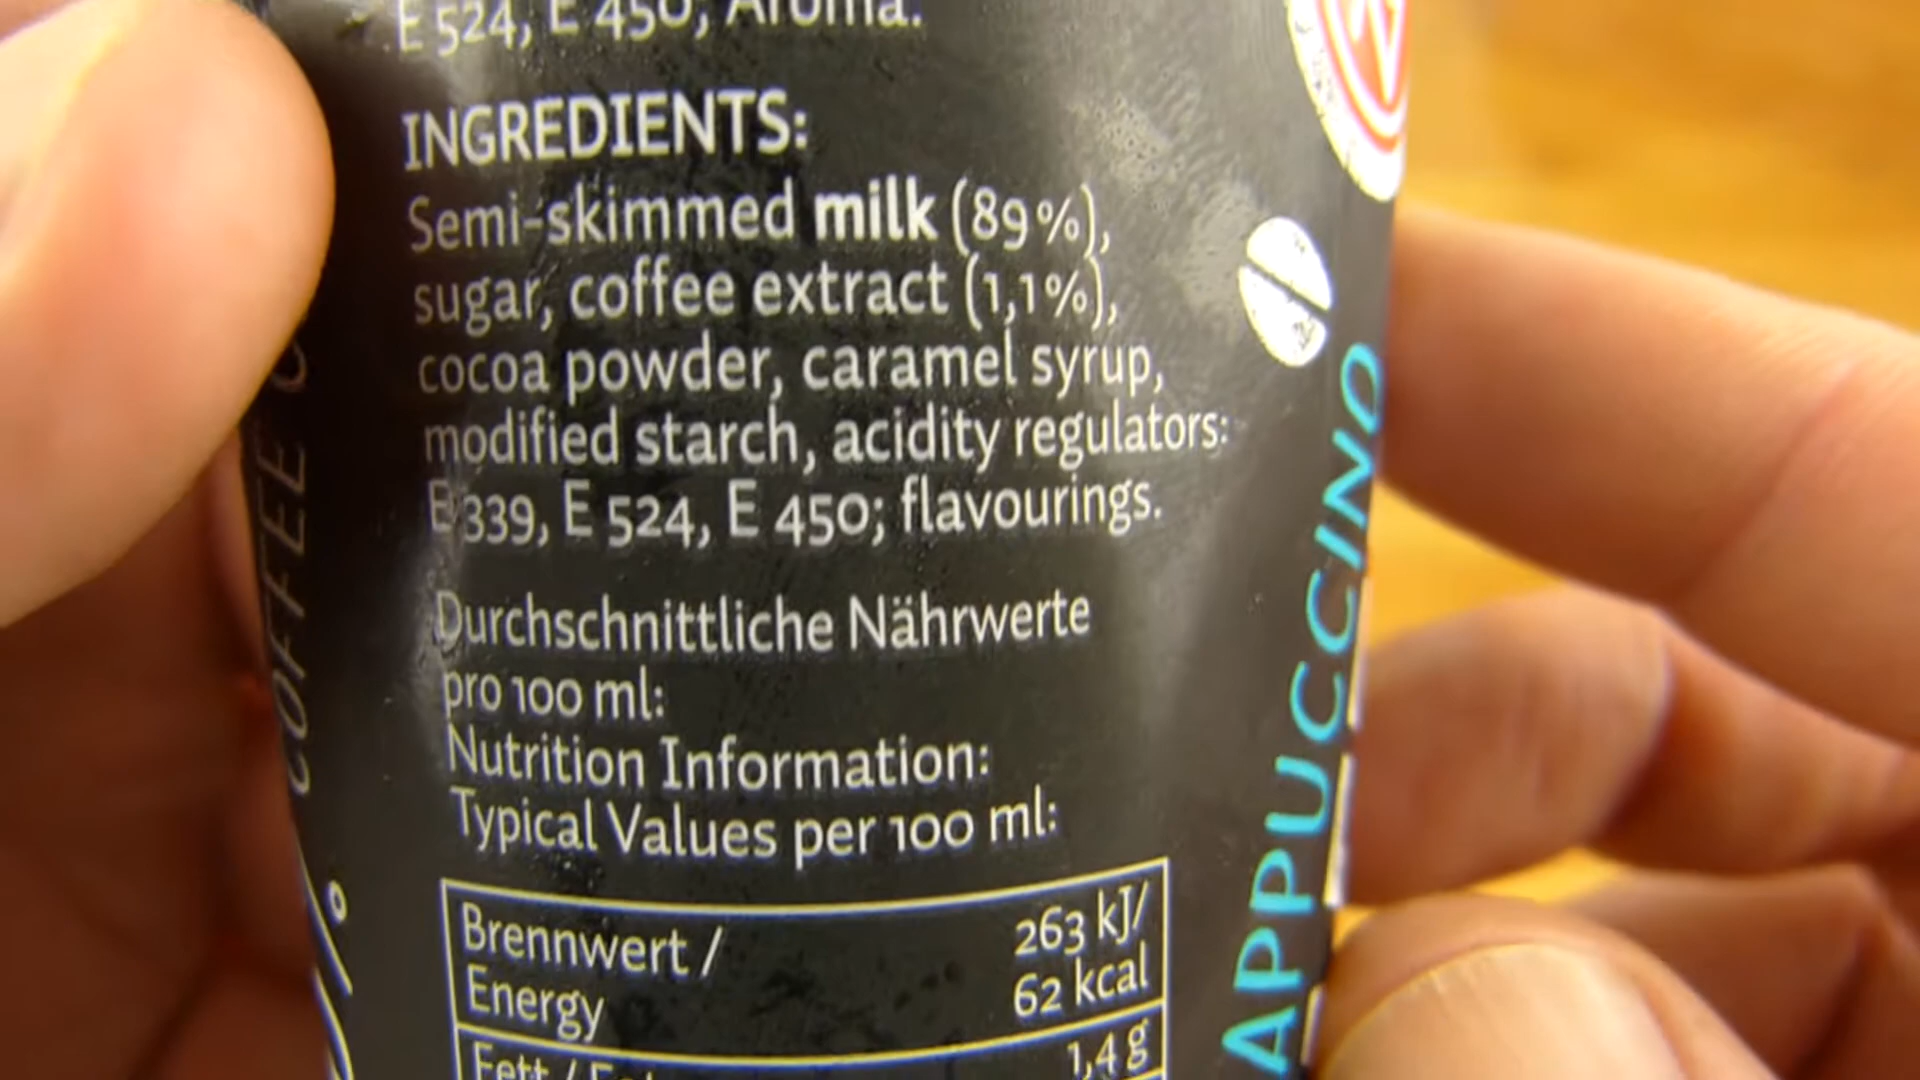 E 524, E 450; Aroma.
INGREDIENTS:
Semi-skimmed milk (89%),
sugar, coffee extract (1,1%),
cocoa powder, caramel syrup,
modified starch, acidity regulators:
E 339, E 524, E 450; flavourings.
Durchschnittliche Nährwerte
pro 100 ml:
Nutrition Information:
Typical Values per 100 ml:
Brennwert / 263 kJ/
Energy 62 kcal
Fett / 1,4 g
COFFEE
APPUCCINO